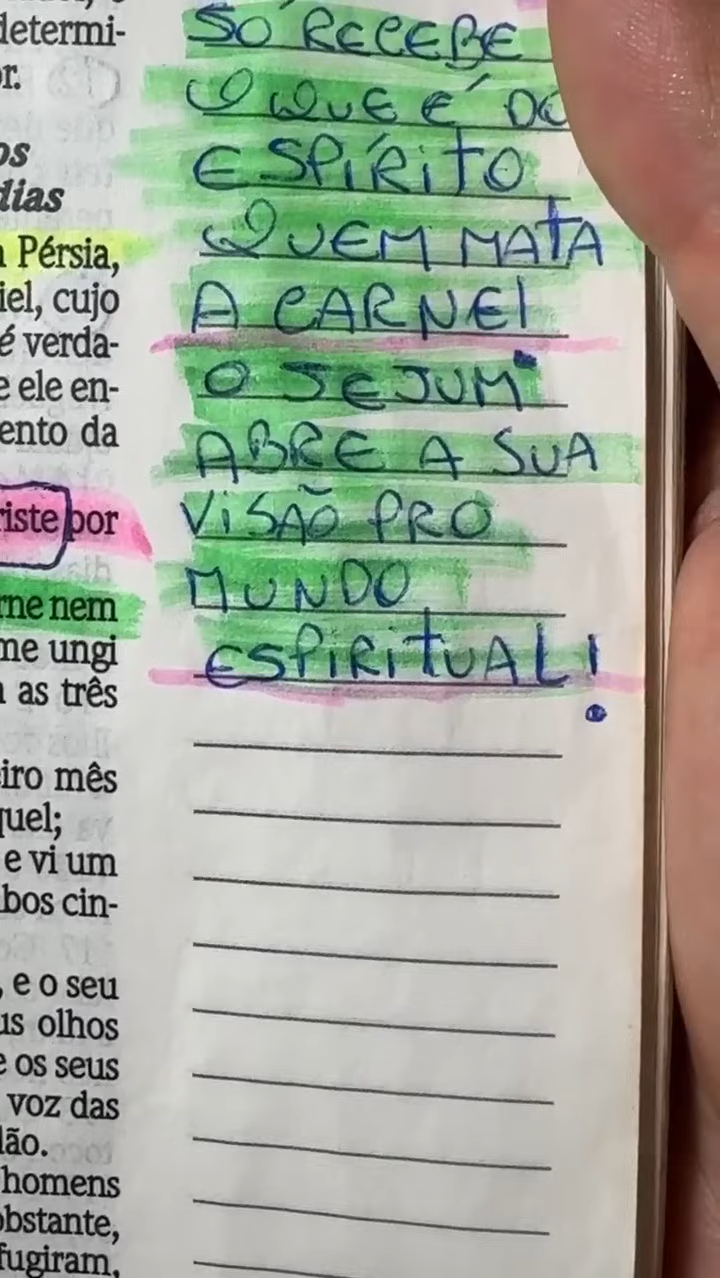 determi-
r.
os
dias
Pérsia,
iel, cujo
é verda-
e ele en-
ento da
riste por
rne nem
me ungi
as três
iro mês
quel;
e vi um
bos cin-
, e o seu
us olhos
e os seus
voz das
dão.
homens
obstante,
fugiram,
SÓ RECEBE
O QUE É DO
ESPÍRITO
QUEM MATA
A CARNE!
O JEJUM
ABRE A SUA
VISÃO PRO
MUNDO
ESPIRITUAL!